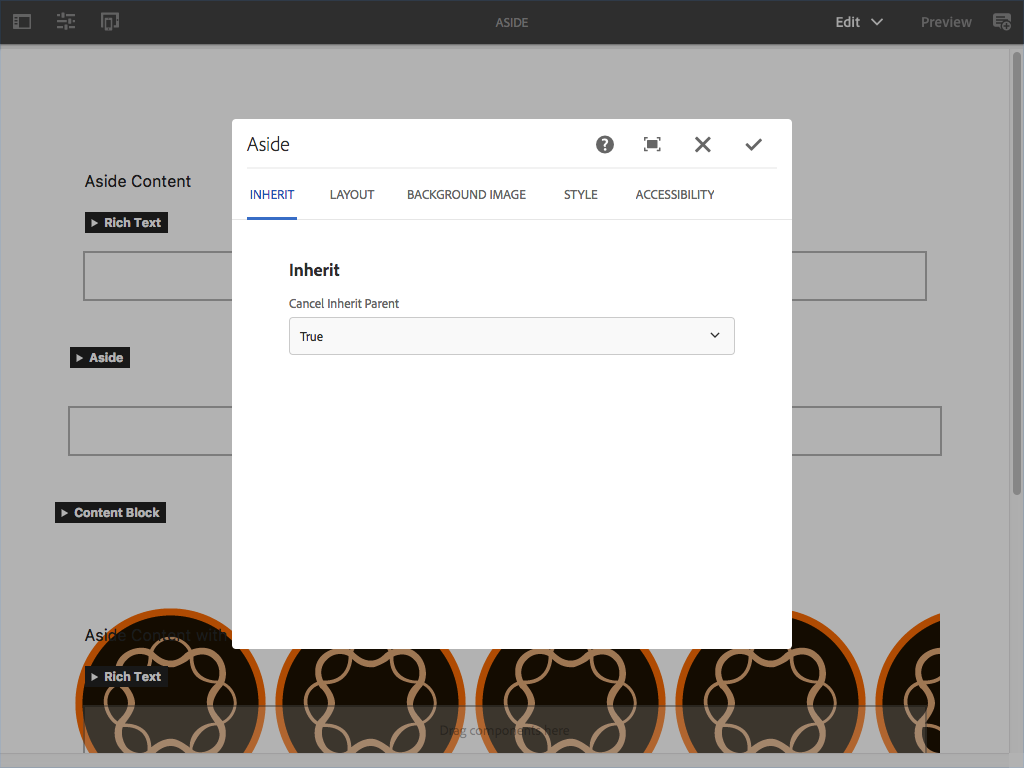 ASIDE
Edit
Preview
Aside
INHERIT
LAYOUT
BACKGROUND IMAGE
STYLE
ACCESSIBILITY
Inherit
Cancel Inherit Parent
True
Aside Content
Rich Text
Aside
Content Block
Aside Content with
Rich Text
Drag components here